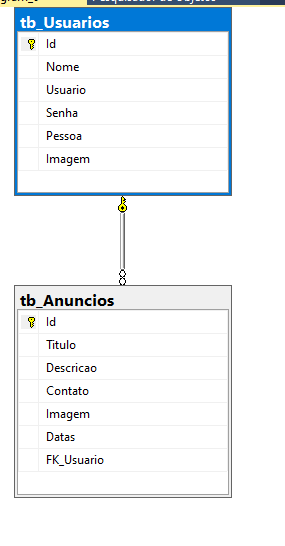 tb_Usuarios
Id
Nome
Usuario
Senha
Pessoa
Imagem
tb_Anuncios
Id
Titulo
Descricao
Contato
Imagem
Datas
FK_Usuario